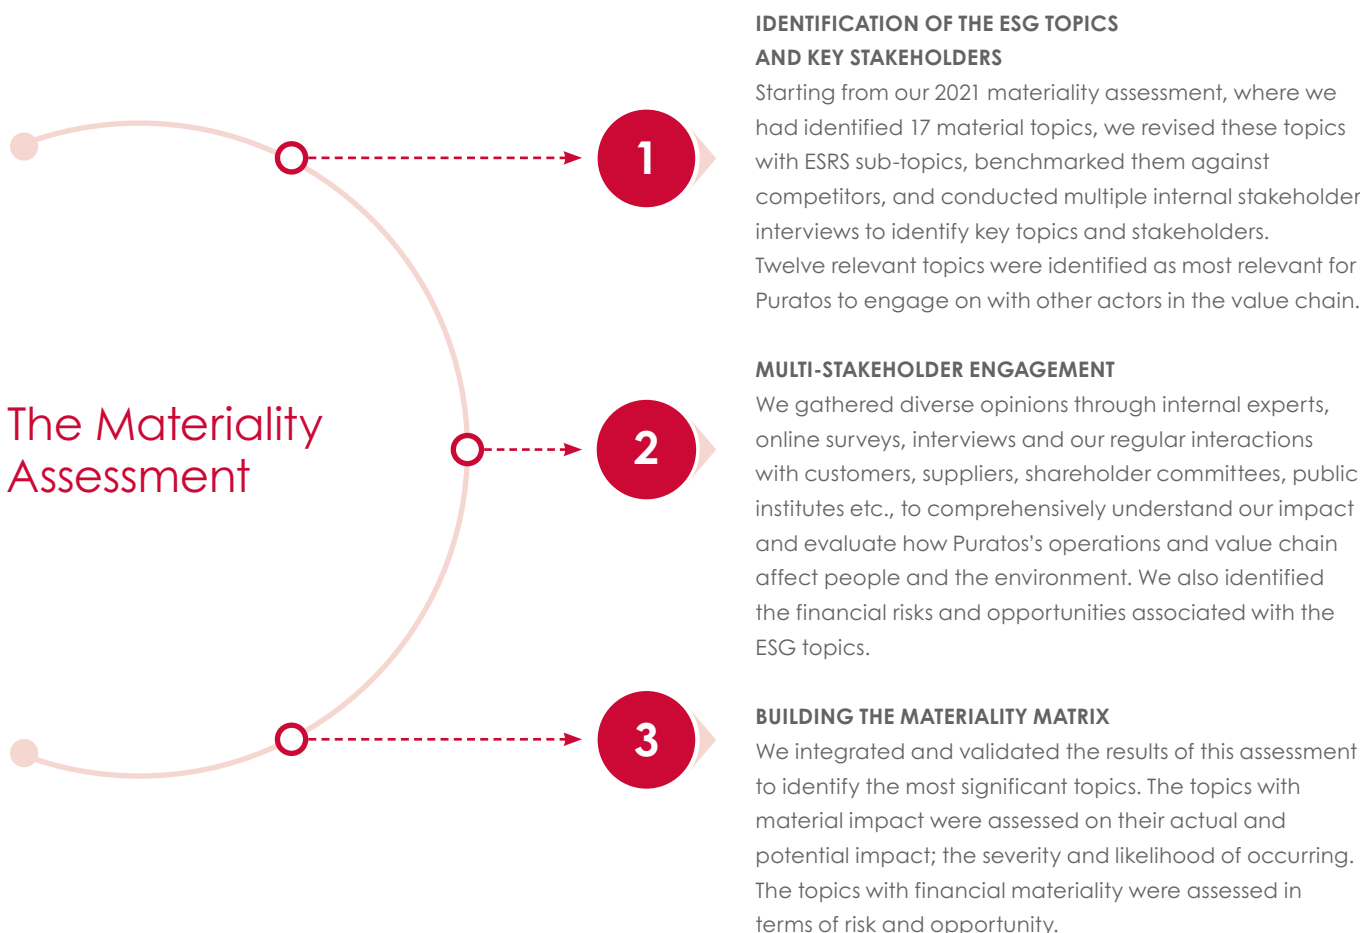 The Materiality
Assessment
1
IDENTIFICATION OF THE ESG TOPICS
AND KEY STAKEHOLDERS
Starting from our 2021 materiality assessment, where we
had identified 17 material topics, we revised these topics
with ESRS sub-topics, benchmarked them against
competitors, and conducted multiple internal stakeholder
interviews to identify key topics and stakeholders.
Twelve relevant topics were identified as most relevant for
Puratos to engage on with other actors in the value chain.
2
MULTI-STAKEHOLDER ENGAGEMENT
We gathered diverse opinions through internal experts,
online surveys, interviews and our regular interactions
with customers, suppliers, shareholder committees, public
institutes etc., to comprehensively understand our impact
and evaluate how Puratos's operations and value chain
affect people and the environment. We also identified
the financial risks and opportunities associated with the
ESG topics.
3
BUILDING THE MATERIALITY MATRIX
We integrated and validated the results of this assessment
to identify the most significant topics. The topics with
material impact were assessed on their actual and
potential impact; the severity and likelihood of occurring.
The topics with financial materiality were assessed in
terms of risk and opportunity.